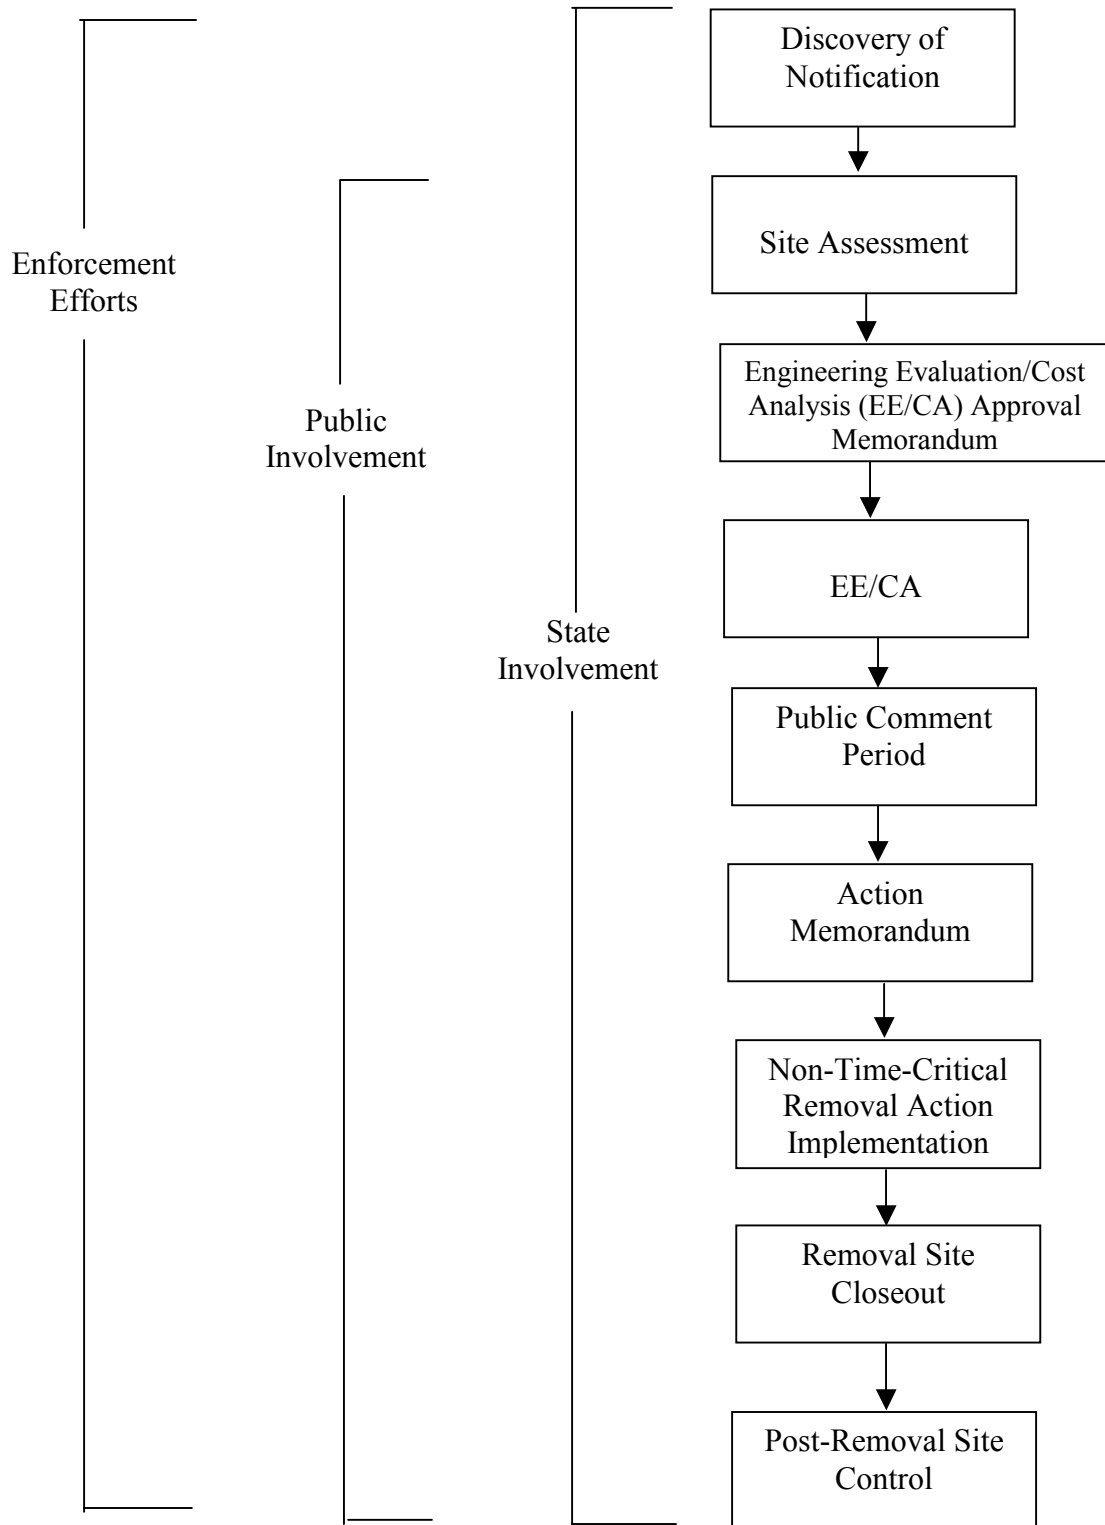 Enforcement
Efforts
Public
Involvement
State
Involvement
Discovery of
Notification
Site Assessment
Engineering Evaluation/Cost
Analysis (EE/CA) Approval
Memorandum
EE/CA
Public Comment
Period
Action
Memorandum
Non-Time-Critical
Removal Action
Implementation
Removal Site
Closeout
Post-Removal Site
Control